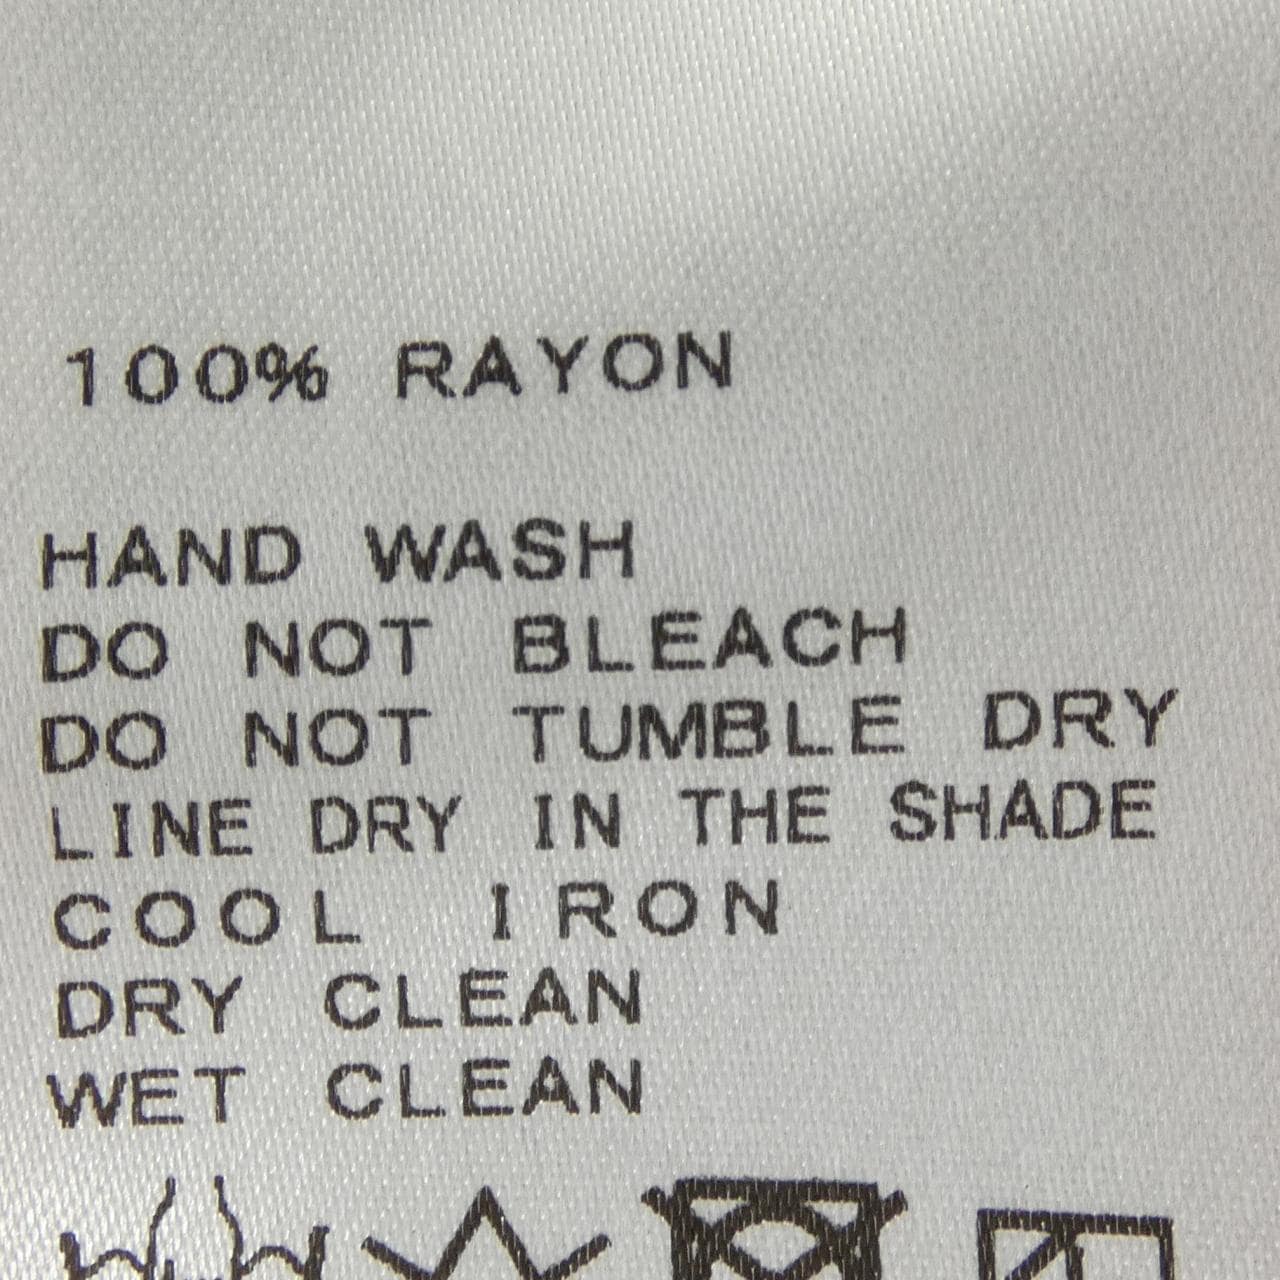 100% RAYON
HAND WASH
DO NOT BLEACH
DO NOT TUMBLE DRY
LINE DRY IN THE SHADE
COOL IRON
DRY CLEAN
WET CLEAN